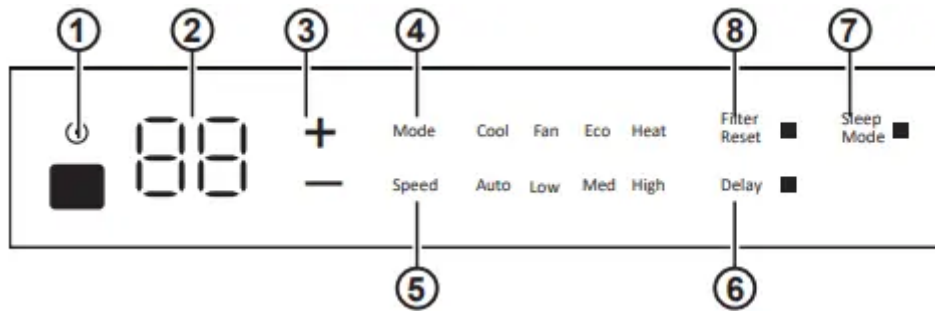 1 2 3 4 8 7
88 + Mode Cool Fan Eco Heat Filter Reset Sleep Mode
− Speed Auto Low Med High Delay
5 6